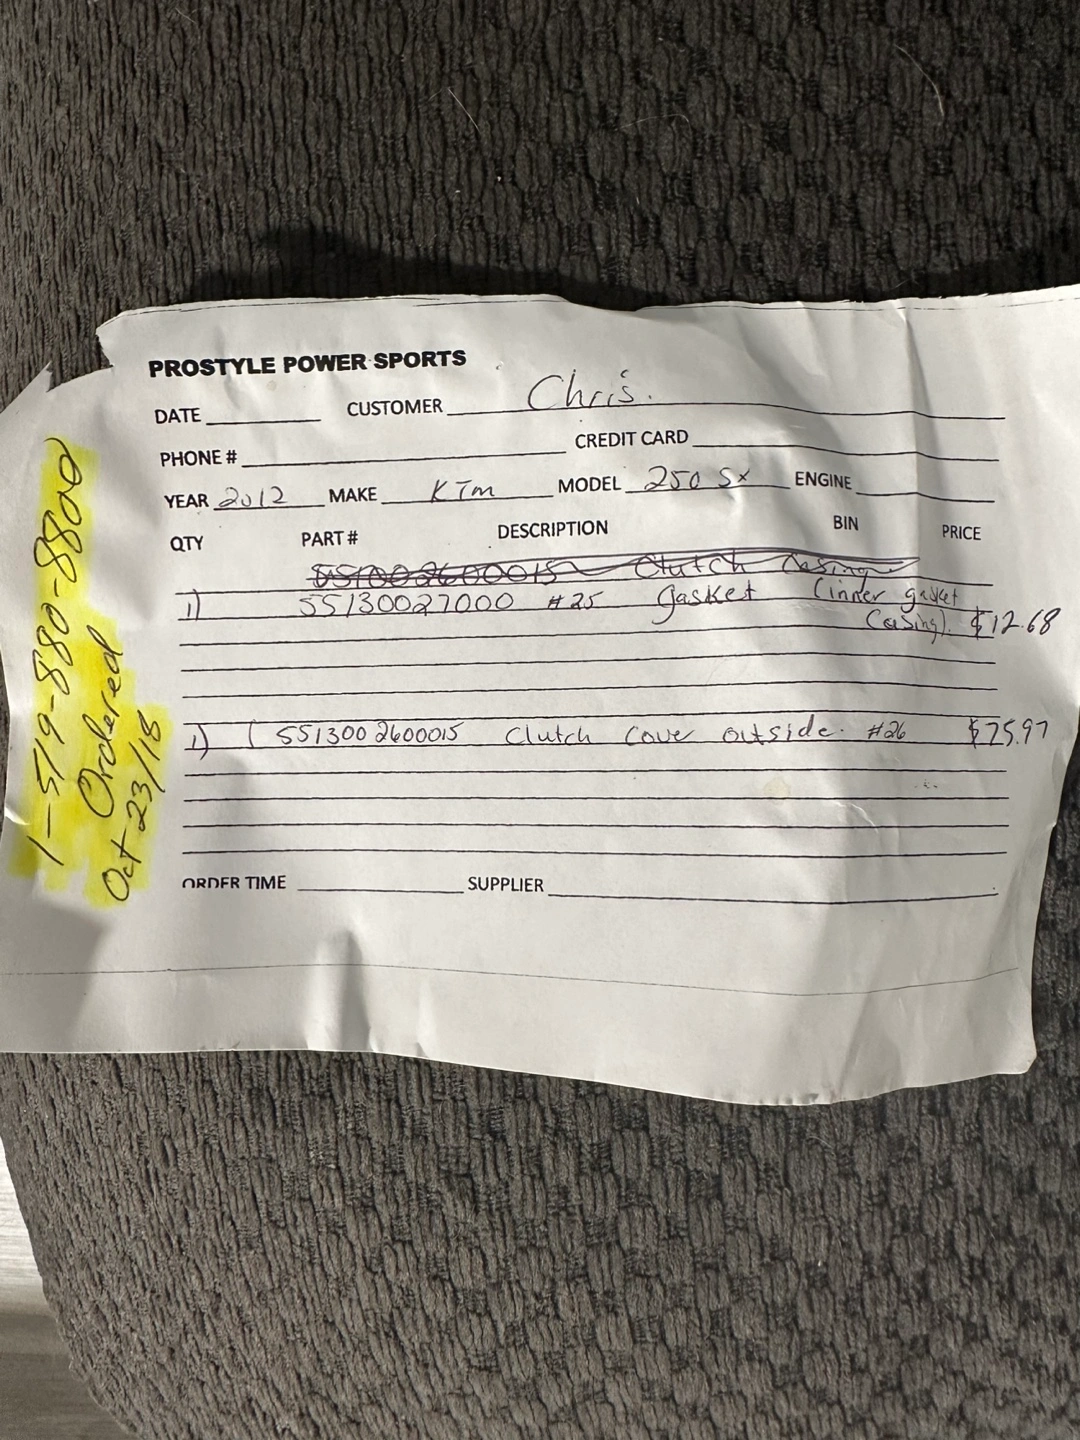 PROSTYLE POWER SPORTS
DATE CUSTOMER Chris.
PHONE # CREDIT CARD
YEAR 2012 MAKE KTM MODEL 250 SX ENGINE
QTY PART # DESCRIPTION BIN PRICE
Clutch Casing
1) 55130027000 #25 gasket (inner gasket
Casing). $12.68
1) 5513002600015 Clutch Cover outside. #26 $75.97
ORDER TIME SUPPLIER
1-519-880-8800
Ordered
Oct 23/18